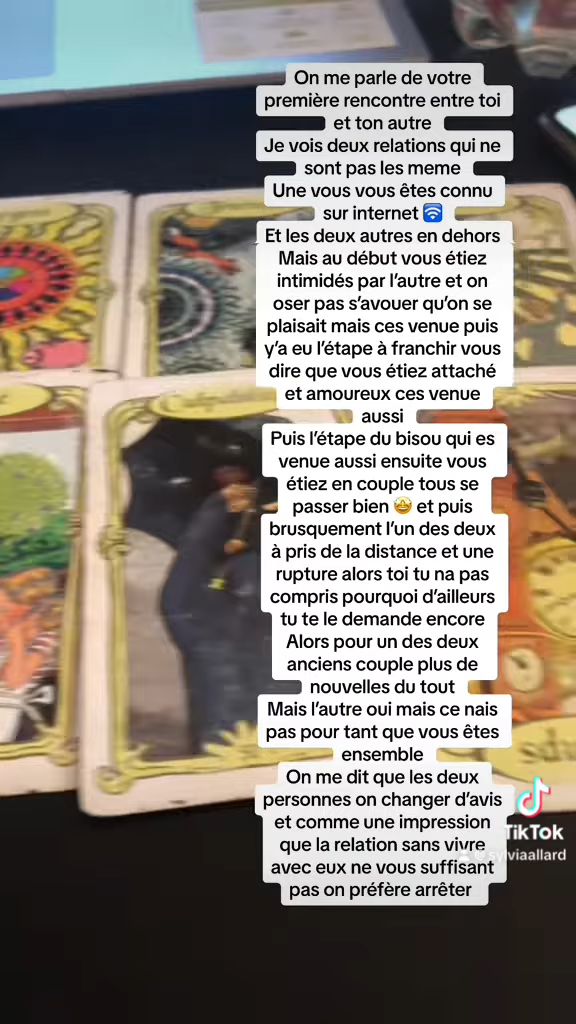 On me parle de votre
première rencontre entre toi
et ton autre
Je vois deux relations qui ne
sont pas les meme
Une vous vous êtes connu
sur internet 🛜
Et les deux autres en dehors
Mais au début vous étiez
intimidés par l'autre et on
oser pas s'avouer qu'on se
plaisait mais ces venue puis
y'a eu l'étape à franchir vous
dire que vous étiez attaché
et amoureux ces venue
aussi
Puis l'étape du bisou qui es
venue aussi ensuite vous
étiez en couple tous se
passer bien 🤩 et puis
brusquement l'un des deux
à pris de la distance et une
rupture alors toi tu na pas
compris pourquoi d'ailleurs
tu te le demande encore
Alors pour un des deux
anciens couple plus de
nouvelles du tout
Mais l'autre oui mais ce nais
pas pour tant que vous êtes
ensemble
On me dit que les deux
personnes on changer d'avis
et comme une impression
que la relation sans vivre
avec eux ne vous suffisant
pas on préfère arrêter
TikTok
sylviaallard